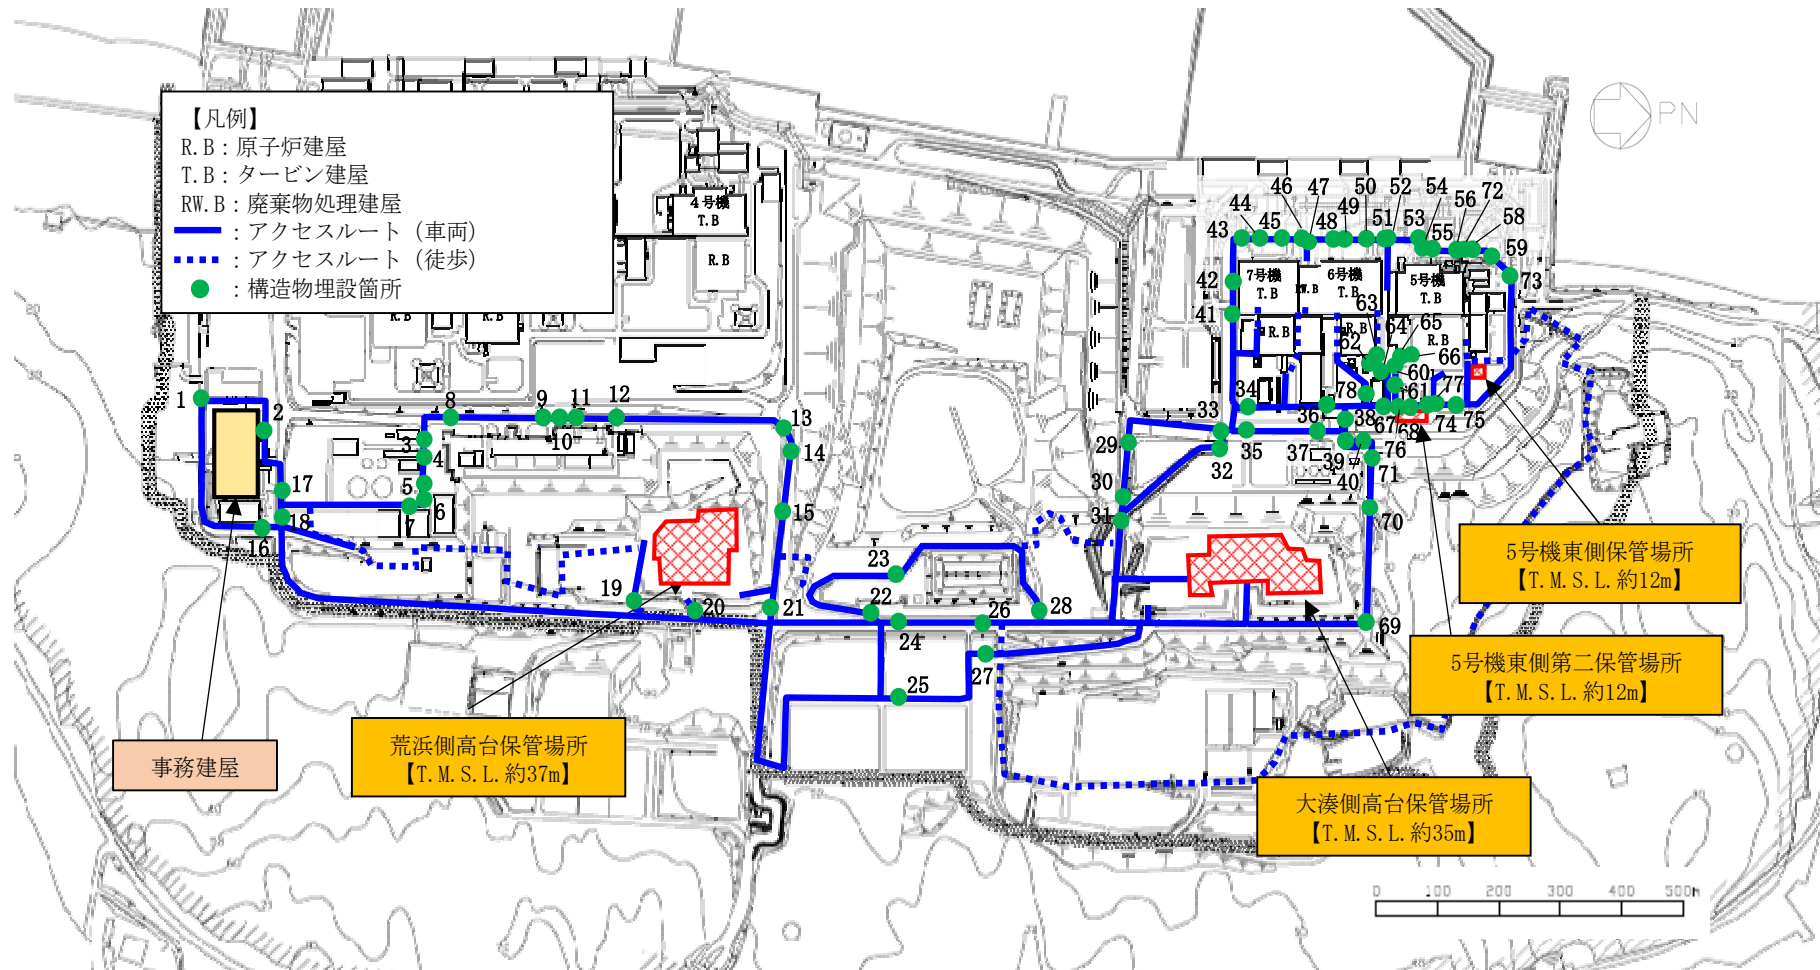 【凡例】
R.B：原子炉建屋
T.B：タービン建屋
RW.B：廃棄物処理建屋
：アクセスルート（車両）
：アクセスルート（徒歩）
：構造物埋設箇所
PN
4号機
T.B
R.B
R.B
R.B
7号機
T.B
RW.B
6号機
T.B
5号機
T.B
R.B
R.B
R.B
1
2
3
4
5
6
7
8
9
10
11
12
13
14
15
16
17
18
19
20
21
22
23
24
25
26
27
28
29
30
31
32
33
34
35
36
37
38
39
40
41
42
43
44
45
46
47
48
49
50
51
52
53
54
55
56
57
58
59
60
61
62
63
64
65
66
67
68
69
70
71
72
73
74
75
76
77
78
事務建屋
荒浜側高台保管場所
【T.M.S.L.約37m】
5号機東側保管場所
【T.M.S.L.約12m】
5号機東側第二保管場所
【T.M.S.L.約12m】
大湊側高台保管場所
【T.M.S.L.約35m】
0 100 200 300 400 500m